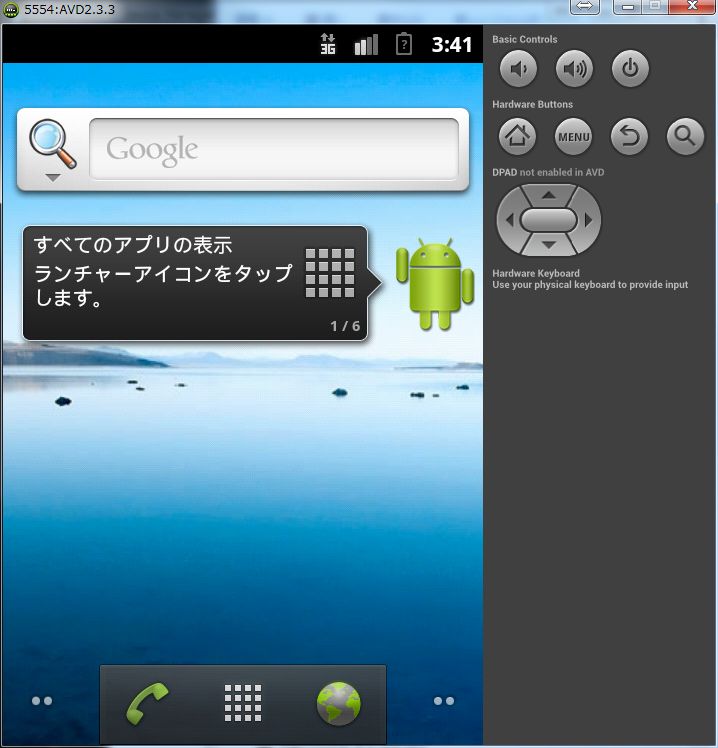 5554:AVD2.3.3
3G
3:41
Google
すべてのアプリの表示
ランチャーアイコンをタップ
します。
1 / 6
Basic Controls
Hardware Buttons
MENU
DPAD not enabled in AVD
Hardware Keyboard
Use your physical keyboard to provide input